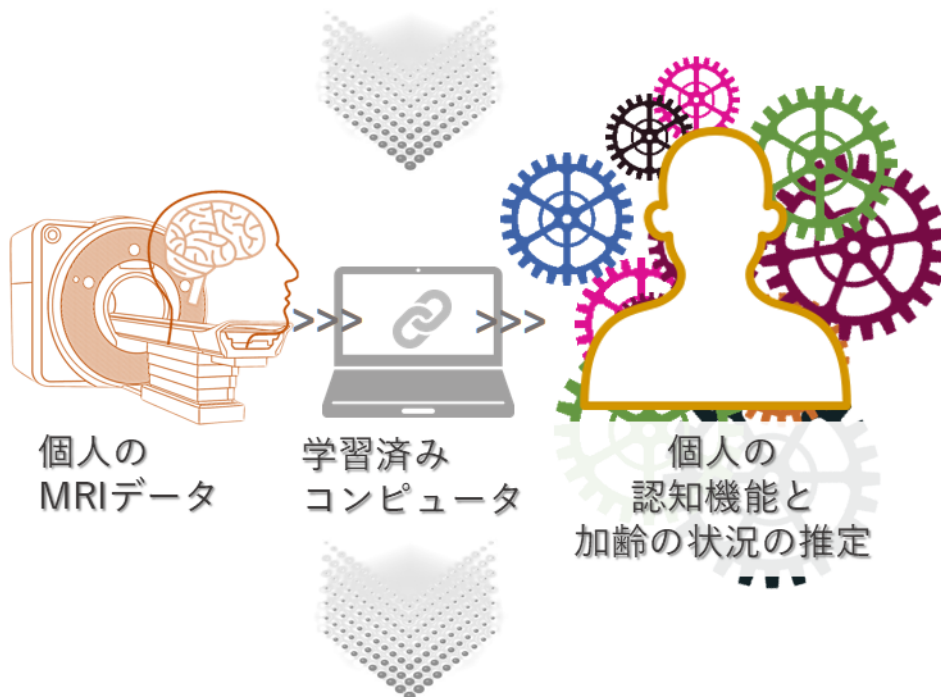 >>>
>>>
個人の
MRIデータ
学習済み
コンピュータ
個人の
認知機能と
加齢の状況の推定